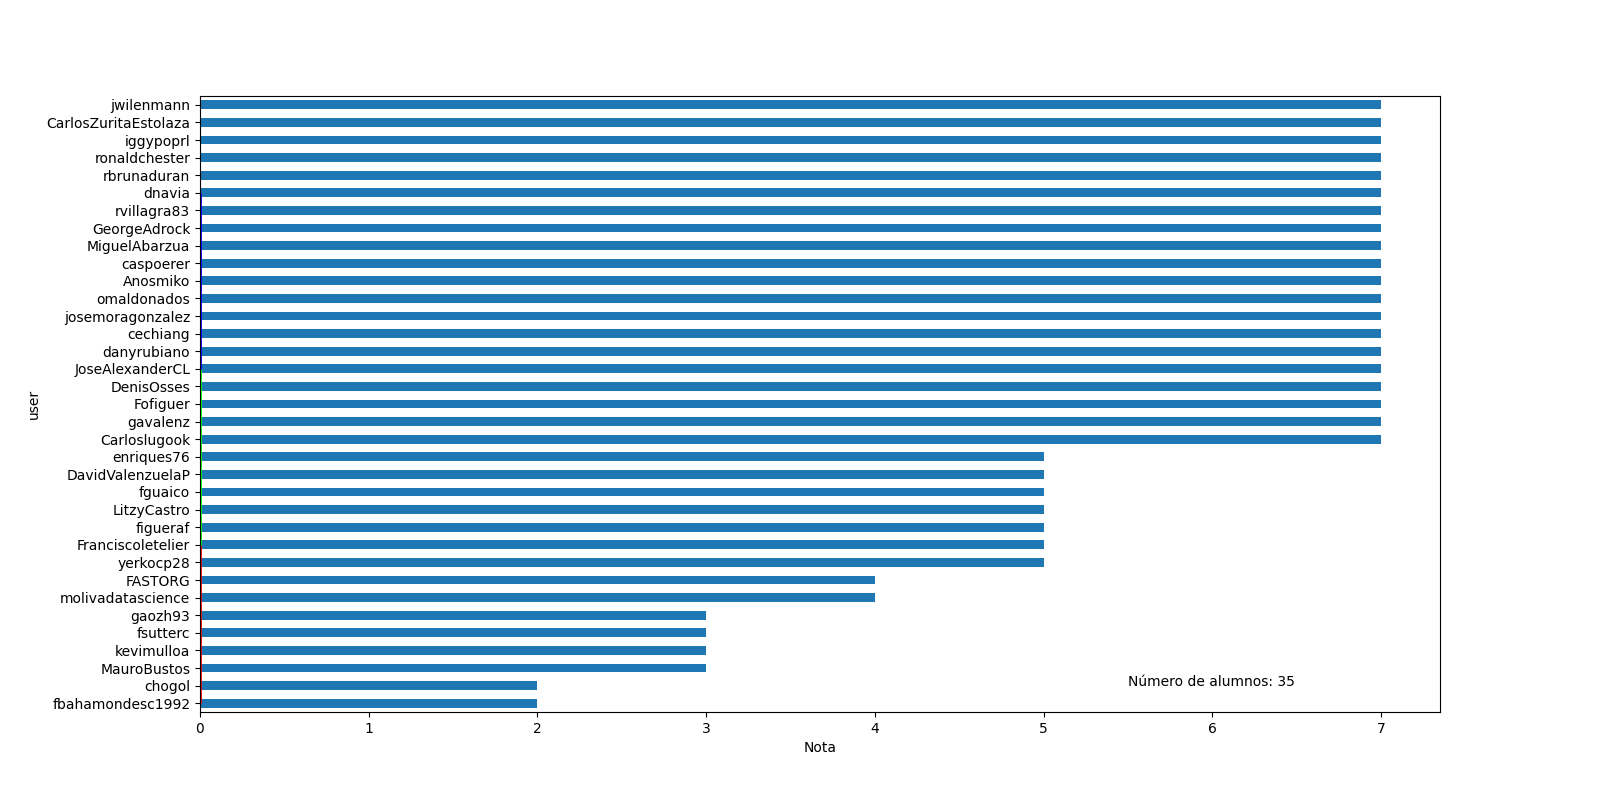 jwilenmann
CarlosZuritaEstolaza
iggypoprl
ronaldchester
rbrunaduran
dnavia
rvillagra83
GeorgeAdrock
MiguelAbarzua
caspoerer
Anosmiko
omaldonados
josemoragonzalez
cechiang
danyrubiano
JoseAlexanderCL
DenisOsses
Fofiguer
gavalenz
Carloslugook
enriques76
DavidValenzuelaP
fguaico
LitzyCastro
figueraf
Franciscoletelier
yerkocp28
FASTORG
molivadatascience
gaozh93
fsutterc
kevimulloa
MauroBustos
chogol
fbahamondesc1992
user
Número de alumnos: 35
0 1 2 3 4 5 6 7
Nota